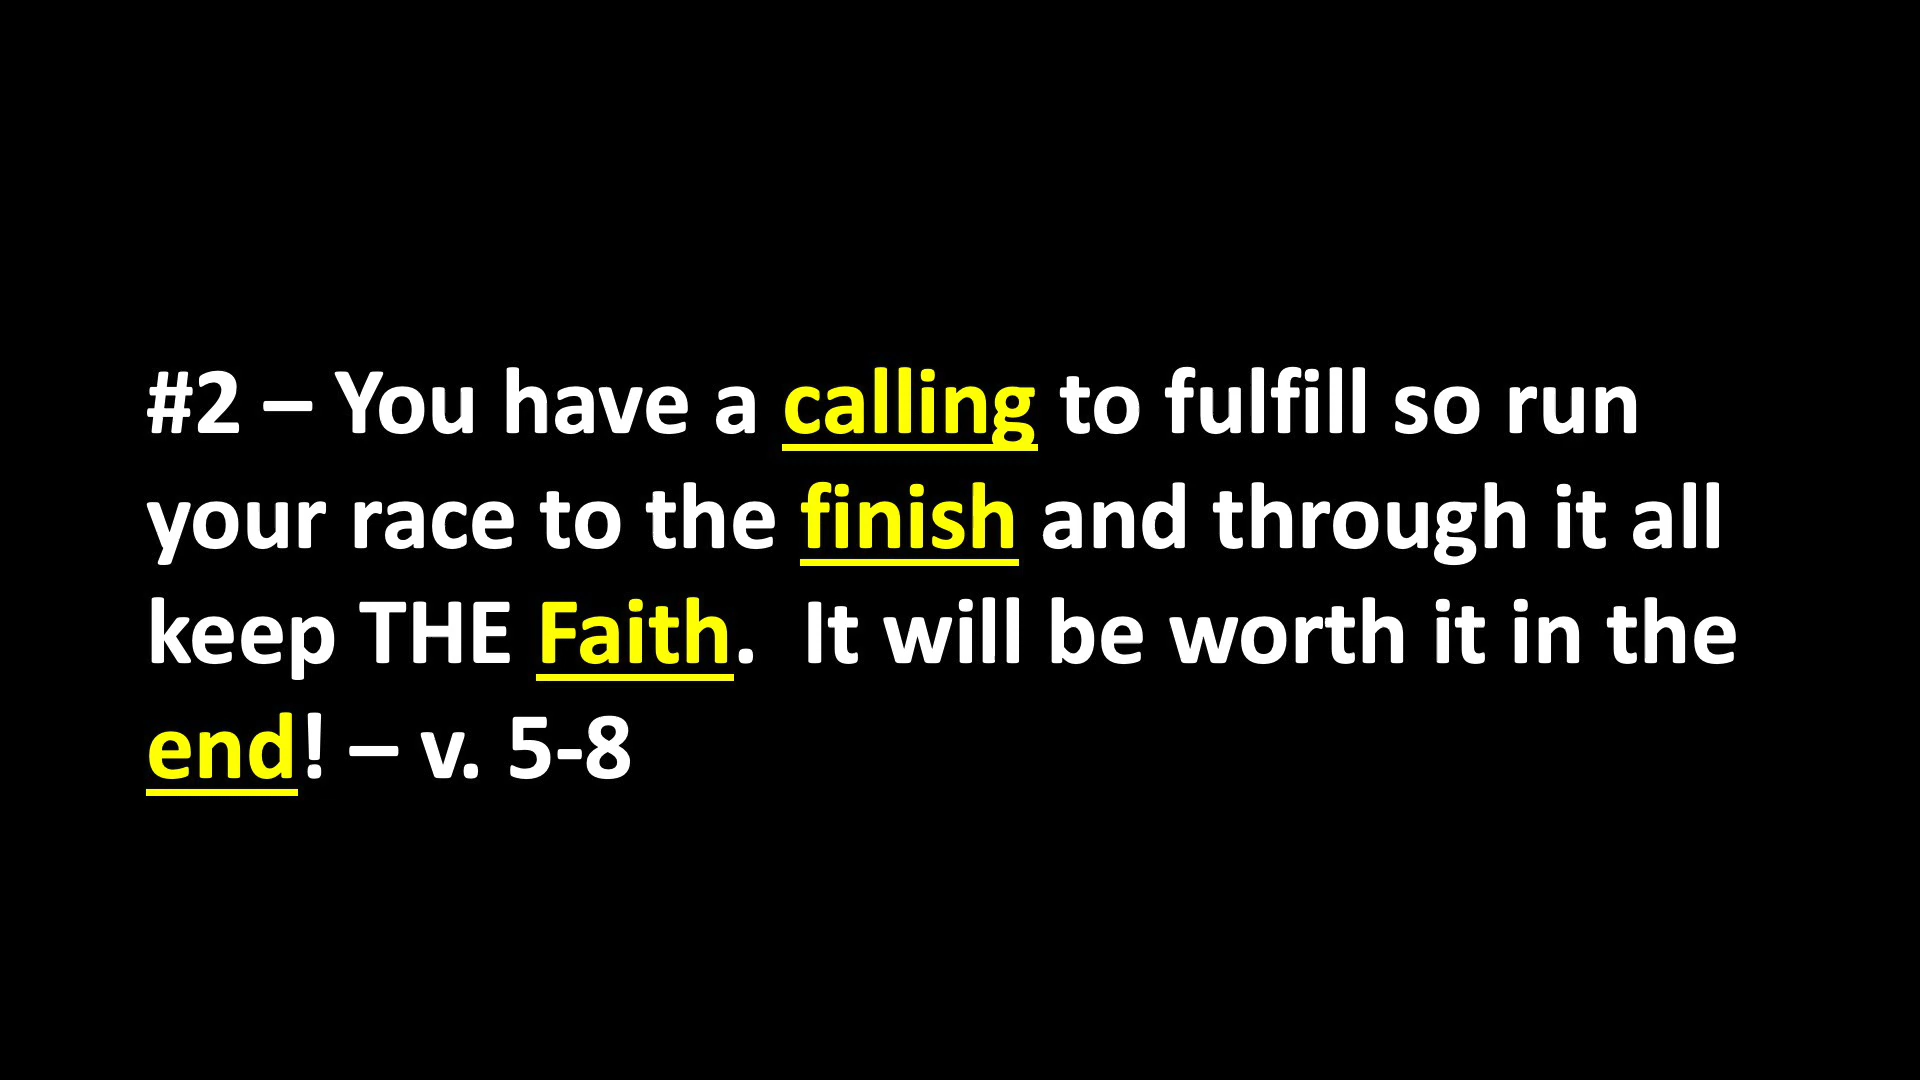 #2 – You have a calling to fulfill so run
your race to the finish and through it all
keep THE Faith.  It will be worth it in the
end! – v. 5-8